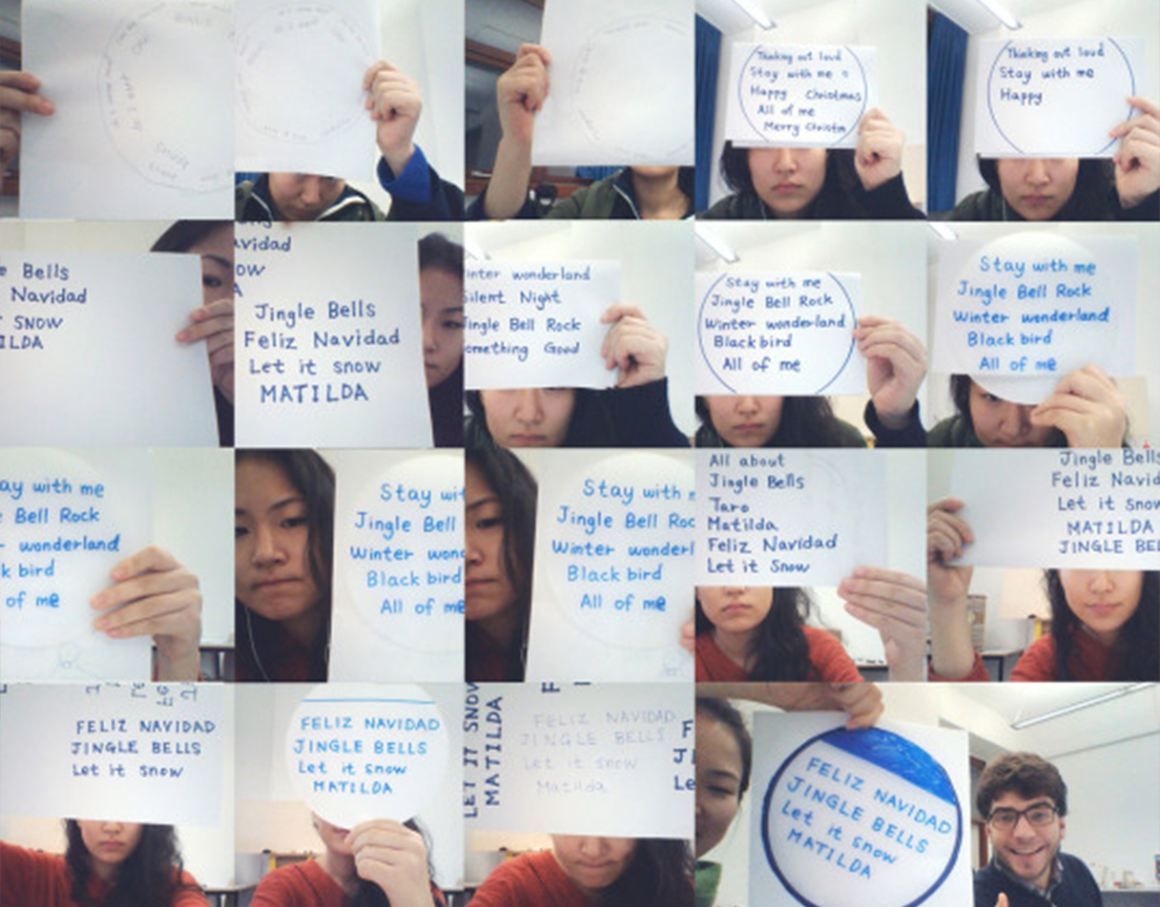 Thinking out loud
Stay with me
Happy Christmas
All of me
Merry Christm
Thinking out loud
Stay with me
Happy
e Bells
Navidad
SNOW
ILDA
avidad
OW
A
Jingle Bells
Feliz Navidad
Let it snow
MATILDA
inter wonderland
Silent Night
ingle Bell Rock
omething Good
Stay with me
Jingle Bell Rock
Winter wonderland
Blackbird
All of me
Stay with me
Jingle Bell Rock
Winter wonderland
Black bird
All of me
ay with me
Bell Rock
wonderland
k bird
of me
Stay wit
Jingle Bell
Winter won
Black bird
All of me
Stay with m
Jingle Bell Roc
Winter wonderl
Black bird
All of me
All about
Jingle Bells
Taro
Matilda
Feliz Navidad
Let it Snow
Jingle Bells
Feliz Navid
Let it Snow
MATILDA
JINGLE BEL
FELIZ NAVIDAD
JINGLE BELLS
Let it snow
FELIZ NAVIDAD
JINGLE BELLS
Let it snow
MATILDA
LET IT SNOW
MATILDA
FELIZ NAVIDAD
JINGLE BELLS
Let it snow
Matilda
F
JI
Le
FELIZ NAVIDAD
JINGLE BELLS
Let it snow
MATILDA